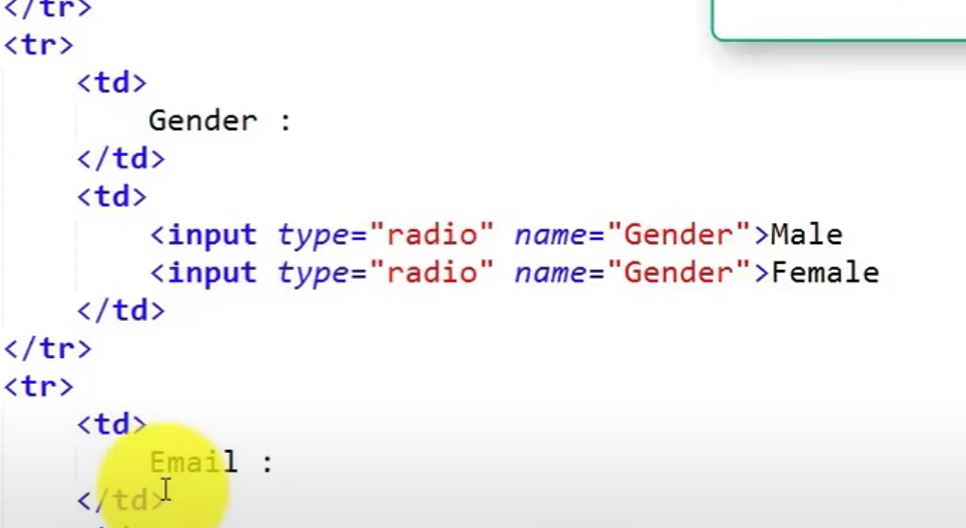 </tr>
<tr>
<td>
Gender :
</td>
<td>
<input type="radio" name="Gender">Male
<input type="radio" name="Gender">Female
</td>
</tr>
<tr>
<td>
Email :
</td>